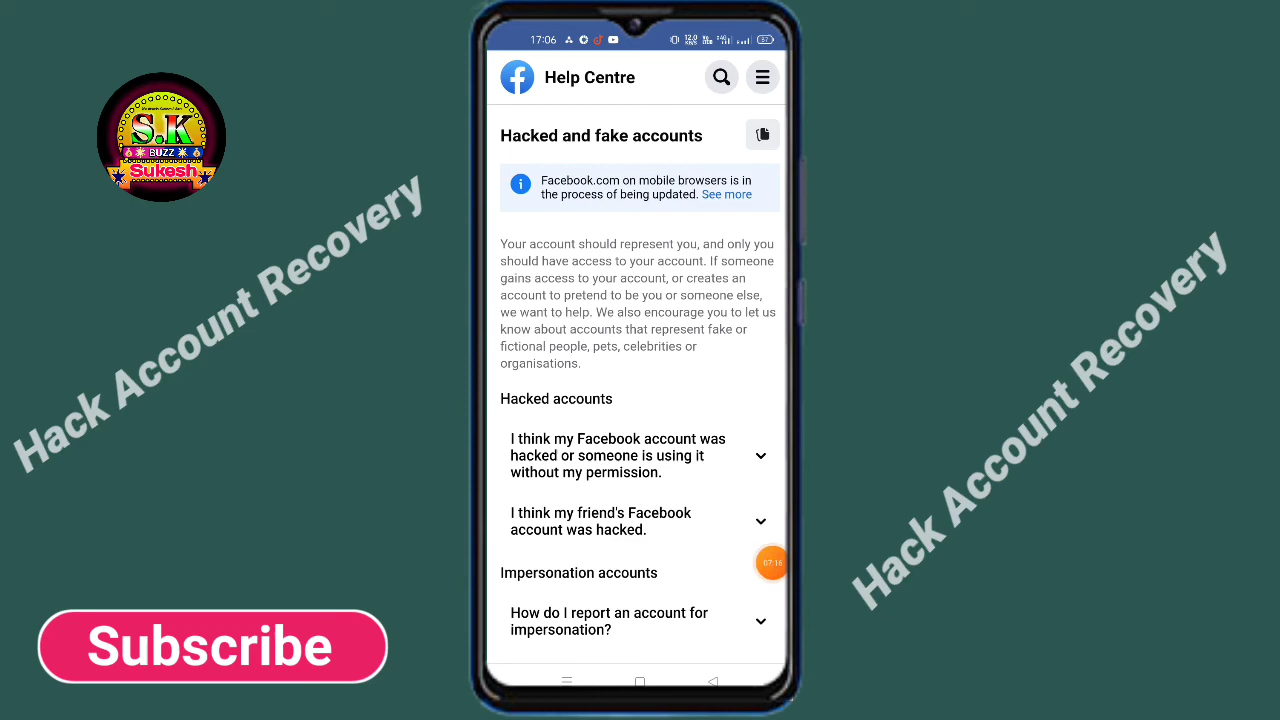 17:06
12.0
KB/S
57
Help Centre
Hacked and fake accounts
Facebook.com on mobile browsers is in
the process of being updated. See more
Your account should represent you, and only you
should have access to your account. If someone
gains access to your account, or creates an
account to pretend to be you or someone else,
we want to help. We also encourage you to let us
know about accounts that represent fake or
fictional people, pets, celebrities or
organisations.
Hacked accounts
I think my Facebook account was
hacked or someone is using it
without my permission.
I think my friend's Facebook
account was hacked.
07:16
Impersonation accounts
How do I report an account for
impersonation?
S.K
BUZZ
Sukesh
Hack Account Recovery
Hack Account Recovery
Subscribe